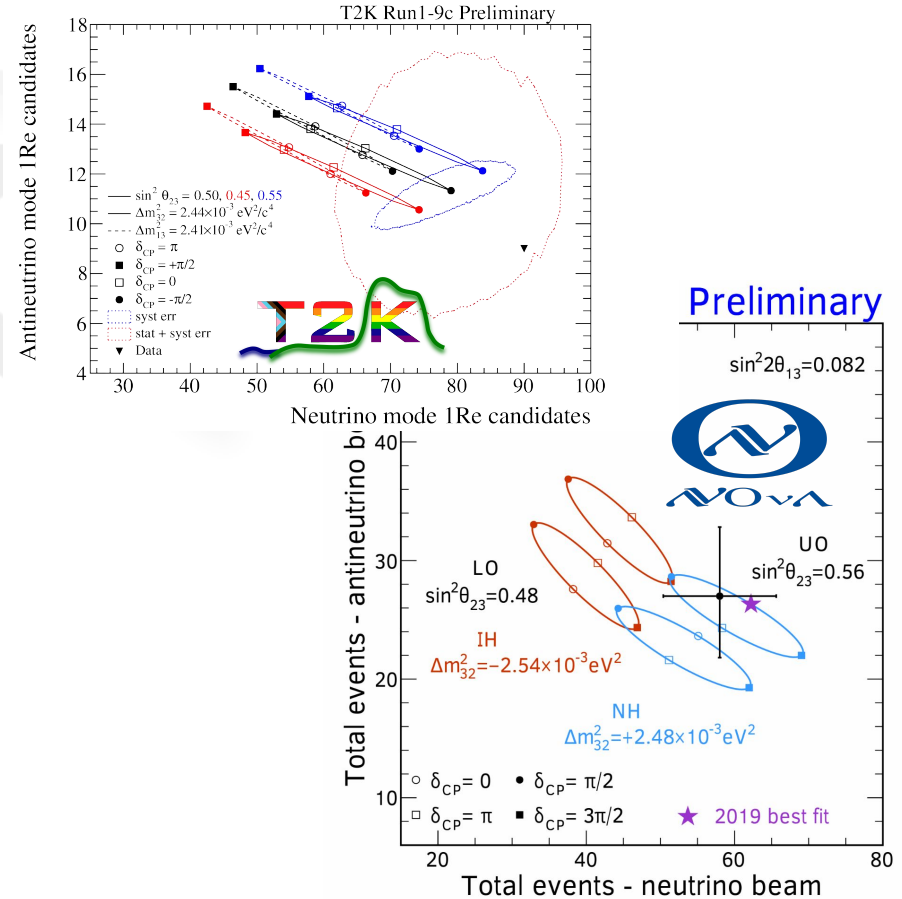 T2K Run1-9c Preliminary
Antineutrino mode 1Re candidates
18
16
14
12
10
8
6
4
sin² θ₂₃ = 0.50, 0.45, 0.55
Δm²₃₂ = 2.44×10⁻³ eV²/c⁴
Δm²₁₃ = 2.41×10⁻³ eV²/c⁴
δCP = π
δCP = +π/2
δCP = 0
δCP = -π/2
syst err
stat + syst err
Data
T2K
30 40 50 60 70 80 90 100
Neutrino mode 1Re candidates
Preliminary
sin²2θ₁₃=0.082
NOνA
Total events - antineutrino
40
30
20
10
UO
sin²θ₂₃=0.56
LO
sin²θ₂₃=0.48
IH
Δm²₃₂=−2.54×10⁻³eV²
NH
Δm²₃₂=+2.48×10⁻³eV²
δCP= 0 δCP= π/2
δCP= π δCP= 3π/2
2019 best fit
20 40 60 80
Total events - neutrino beam